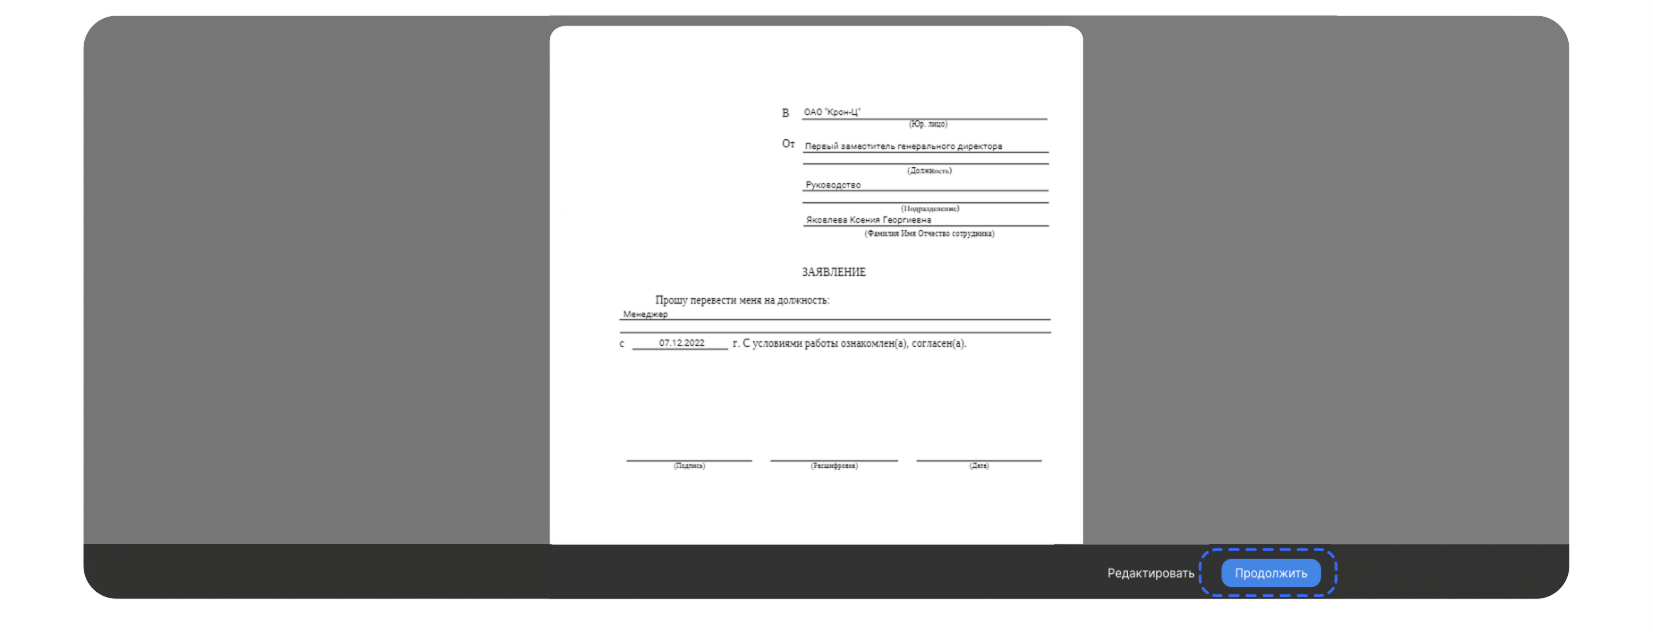 В ОАО "Крон-Ц"
(Юр. лицо)
От Первый заместитель генерального директора
(Должность)
Руководство
(Подразделение)
Яковлева Ксения Георгиевна
(Фамилия Имя Отчество сотрудника)
ЗАЯВЛЕНИЕ
Прошу перевести меня на должность:
Менеджер
с 07.12.2022 г. С условиями работы ознакомлен(а), согласен(а).
(Подпись) (Расшифровка) (Дата)
Редактировать Продолжить